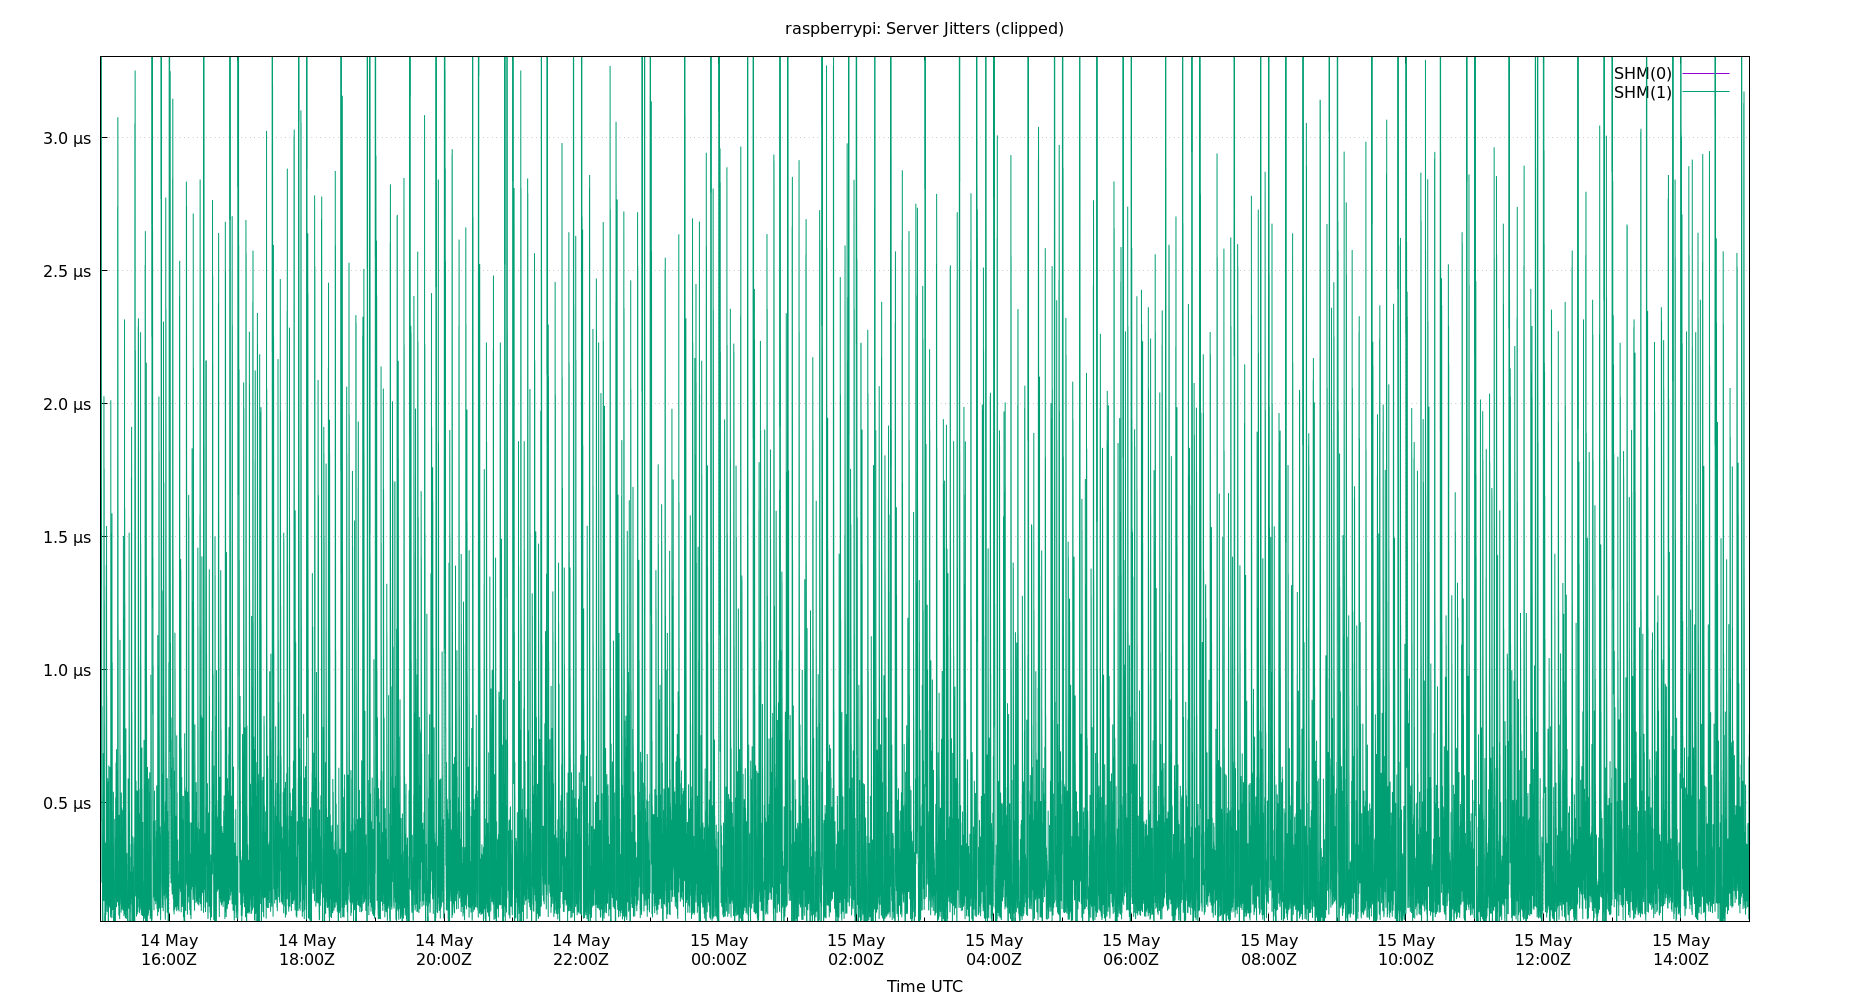 raspberrypi: Server Jitters (clipped)
SHM(0)
SHM(1)
3.0 µs
2.5 µs
2.0 µs
1.5 µs
1.0 µs
0.5 µs
14 May 14 May 14 May 14 May 15 May 15 May 15 May 15 May 15 May 15 May 15 May 15 May
16:00Z 18:00Z 20:00Z 22:00Z 00:00Z 02:00Z 04:00Z 06:00Z 08:00Z 10:00Z 12:00Z 14:00Z
Time UTC